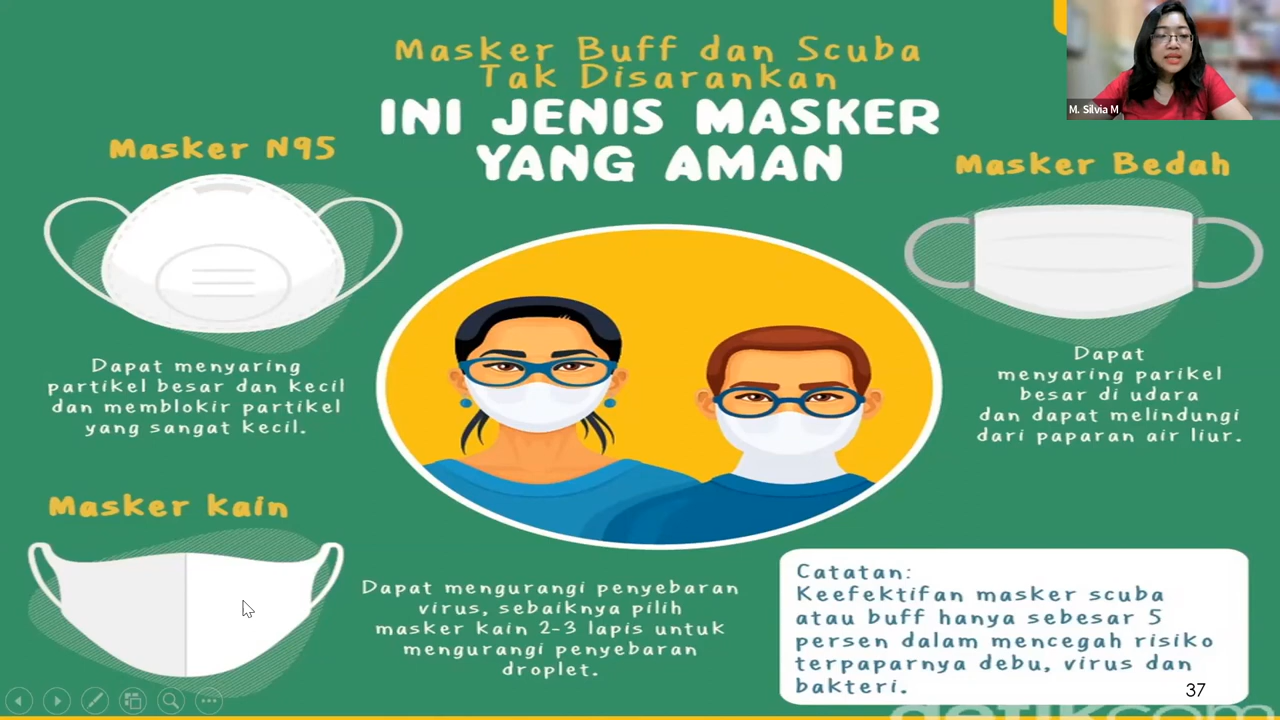 Masker Buff dan Scuba
Tak Disarankan
INI JENIS MASKER
YANG AMAN
M. Silvia M
Masker N95
Dapat menyaring
partikel besar dan kecil
dan memblokir partikel
yang sangat kecil.
Masker Bedah
Dapat
menyaring parikel
besar di udara
dan dapat melindungi
dari paparan air liur.
Masker kain
Dapat mengurangi penyebaran
virus, sebaiknya pilih
masker kain 2-3 lapis untuk
mengurangi penyebaran
droplet.
Catatan:
Keefektifan masker scuba
atau buff hanya sebesar 5
persen dalam mencegah risiko
terpaparnya debu, virus dan
bakteri.
37
detikcom